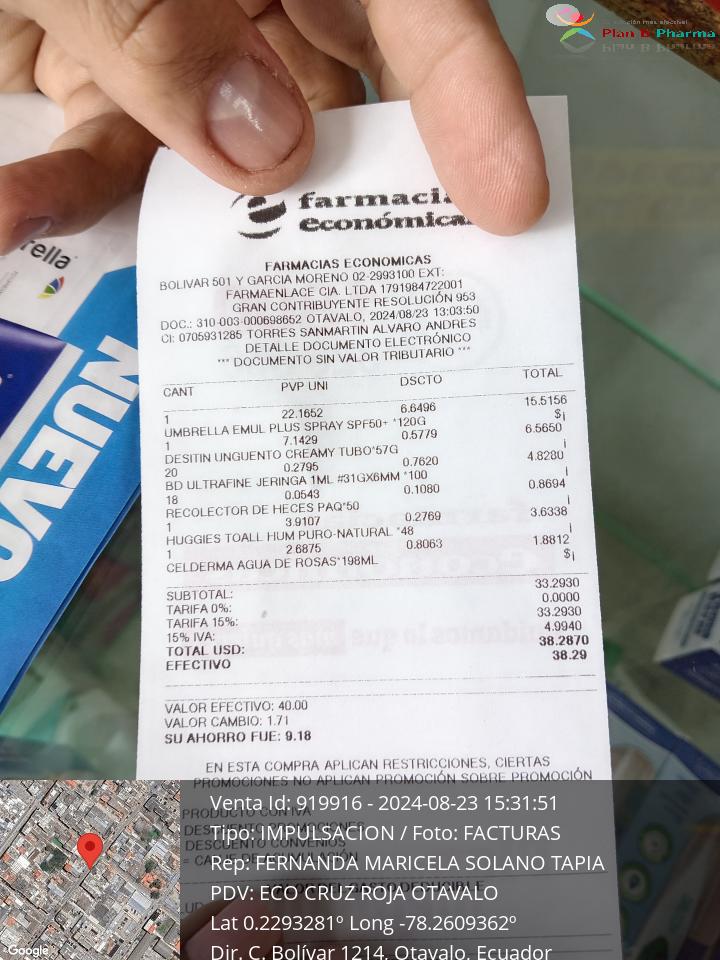 Plan B Pharma
rella
NUEVO
farmacia
económica
FARMACIAS ECONOMICAS
BOLIVAR 501 Y GARCIA MORENO 02-2993100 EXT:
FARMAENLACE CIA. LTDA 1791984722001
GRAN CONTRIBUYENTE RESOLUCIÓN 953
DOC.: 310-003-000698652 OTAVALO, 2024/08/23 13:03:50
CI: 0705931285 TORRES SANMARTIN ALVARO ANDRES
DETALLE DOCUMENTO ELECTRÓNICO
*** DOCUMENTO SIN VALOR TRIBUTARIO ***
CANT PVP UNI DSCTO TOTAL
1 22.1652 6.6496 15.5156
UMBRELLA EMUL PLUS SPRAY SPF50+ *120G $¡
1 7.1429 0.5779 6.5650
DESITIN UNGUENTO CREAMY TUBO*57G ¡
20 0.2795 0.7620 4.8280
BD ULTRAFINE JERINGA 1ML #31GX6MM *100 ¡
18 0.0543 0.1080 0.8694
RECOLECTOR DE HECES PAQ*50 ¡
1 3.9107 0.2769 3.6338
HUGGIES TOALL HUM PURO-NATURAL *48 ¡
1 2.6875 0.8063 1.8812
CELDERMA AGUA DE ROSAS*198ML $¡
SUBTOTAL: 33.2930
TARIFA 0%: 0.0000
TARIFA 15%: 33.2930
15% IVA: 4.9940
TOTAL USD: 38.2870
EFECTIVO 38.29
VALOR EFECTIVO: 40.00
VALOR CAMBIO: 1.71
SU AHORRO FUE: 9.18
EN ESTA COMPRA APLICAN RESTRICCIONES, CIERTAS
PROMOCIONES NO APLICAN PROMOCIÓN SOBRE PROMOCIÓN
PRODUCTO CON IVA
DESCUENTO CONVENIOS
Venta Id: 919916 - 2024-08-23 15:31:51
Tipo: IMPULSACION / Foto: FACTURAS
Rep: FERNANDA MARICELA SOLANO TAPIA
PDV: ECO CRUZ ROJA OTAVALO
Lat 0.2293281º Long -78.2609362º
Dir. C. Bolívar 1214, Otavalo, Ecuador
Google